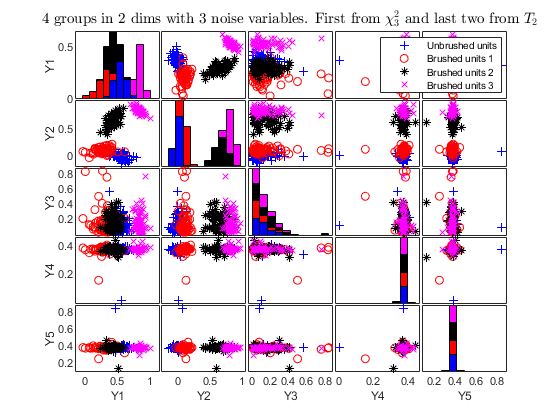 4 groups in 2 dims with 3 noise variables. First from χ₃² and last two from T₂
Unbrushed units
Brushed units 1
Brushed units 2
Brushed units 3
Y1
0.5
0
Y2
0.5
0
Y3
0.8
0.6
0.4
0.2
Y4
0.4
0.2
Y5
0.8
0.6
0.4
0.2
0 0.5 1
0 0.5 1
0 0.2 0.4 0.6 0.8
0 0.2 0.4
0.2 0.4 0.6 0.8
Y1 Y2 Y3 Y4 Y5